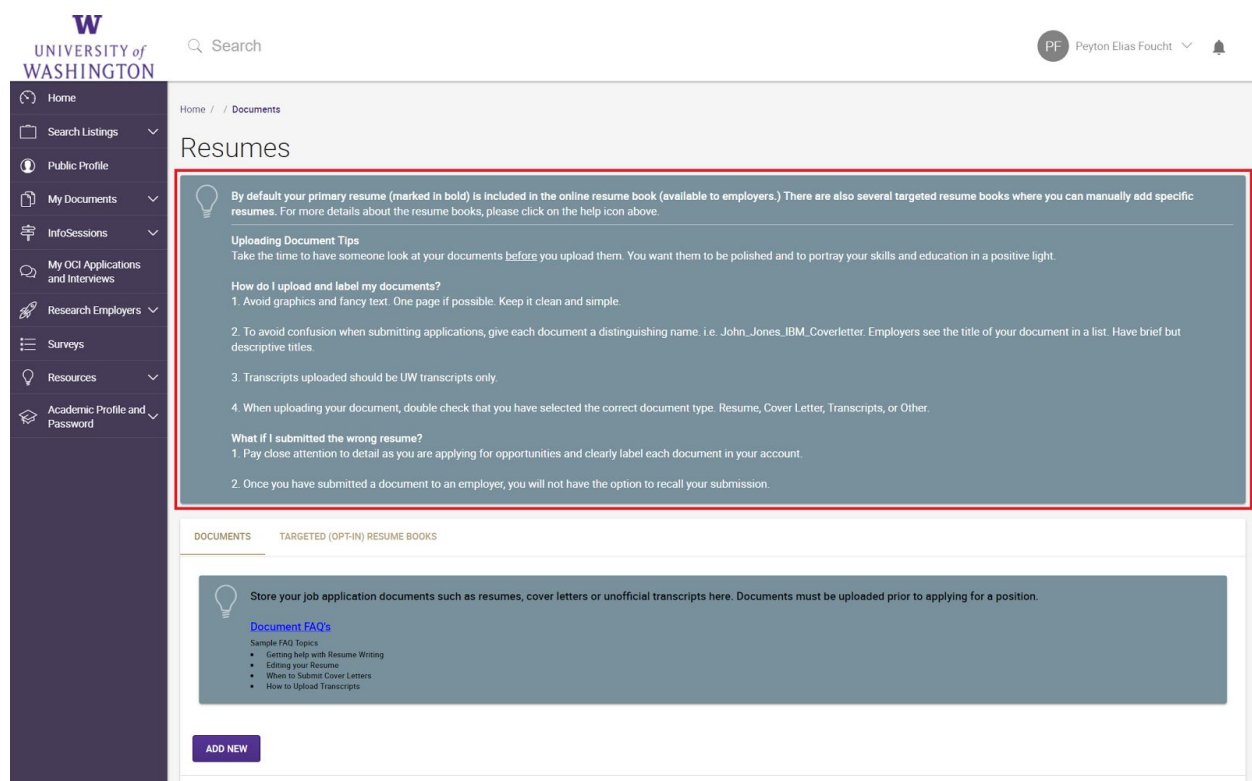 W
UNIVERSITY of
WASHINGTON
Search
PF
Peyton Elias Foucht
Home
Search Listings
Public Profile
My Documents
InfoSessions
My OCI Applications
and Interviews
Research Employers
Surveys
Resources
Academic Profile and
Password
Home / / Documents
Resumes
By default your primary resume (marked in bold) is included in the online resume book (available to employers.) There are also several targeted resume books where you can manually add specific
resumes. For more details about the resume books, please click on the help icon above.
Uploading Document Tips
Take the time to have someone look at your documents before you upload them. You want them to be polished and to portray your skills and education in a positive light.
How do I upload and label my documents?
1. Avoid graphics and fancy text. One page if possible. Keep it clean and simple.
2. To avoid confusion when submitting applications, give each document a distinguishing name. i.e. John_Jones_IBM_Coverletter. Employers see the title of your document in a list. Have brief but
descriptive titles.
3. Transcripts uploaded should be UW transcripts only.
4. When uploading your document, double check that you have selected the correct document type. Resume, Cover Letter, Transcripts, or Other.
What if I submitted the wrong resume?
1. Pay close attention to detail as you are applying for opportunities and clearly label each document in your account.
2. Once you have submitted a document to an employer, you will not have the option to recall your submission.
DOCUMENTS
TARGETED (OPT-IN) RESUME BOOKS
Store your job application documents such as resumes, cover letters or unofficial transcripts here. Documents must be uploaded prior to applying for a position.
Document FAQ's
Sample FAQ Topics
• Getting help with Resume Writing
• Editing your Resume
• When to Submit Cover Letters
• How to Upload Transcripts
ADD NEW